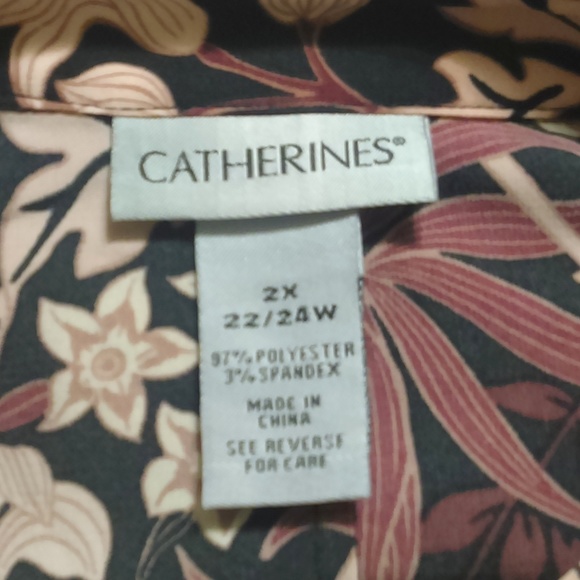 CATHERINES®
2X
22/24W
97% POLYESTER
3% SPANDEX
MADE IN
CHINA
SEE REVERSE
FOR CARE